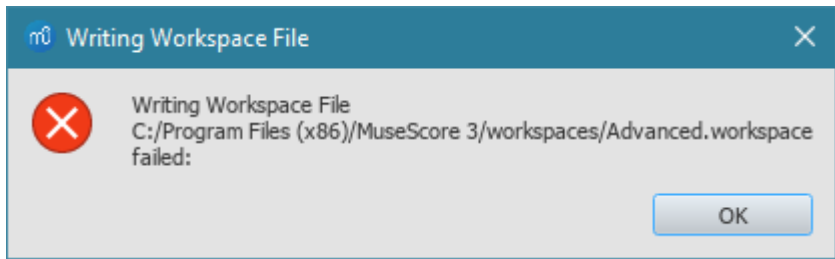 Writing Workspace File
Writing Workspace File
C:/Program Files (x86)/MuseScore 3/workspaces/Advanced.workspace
failed:
OK